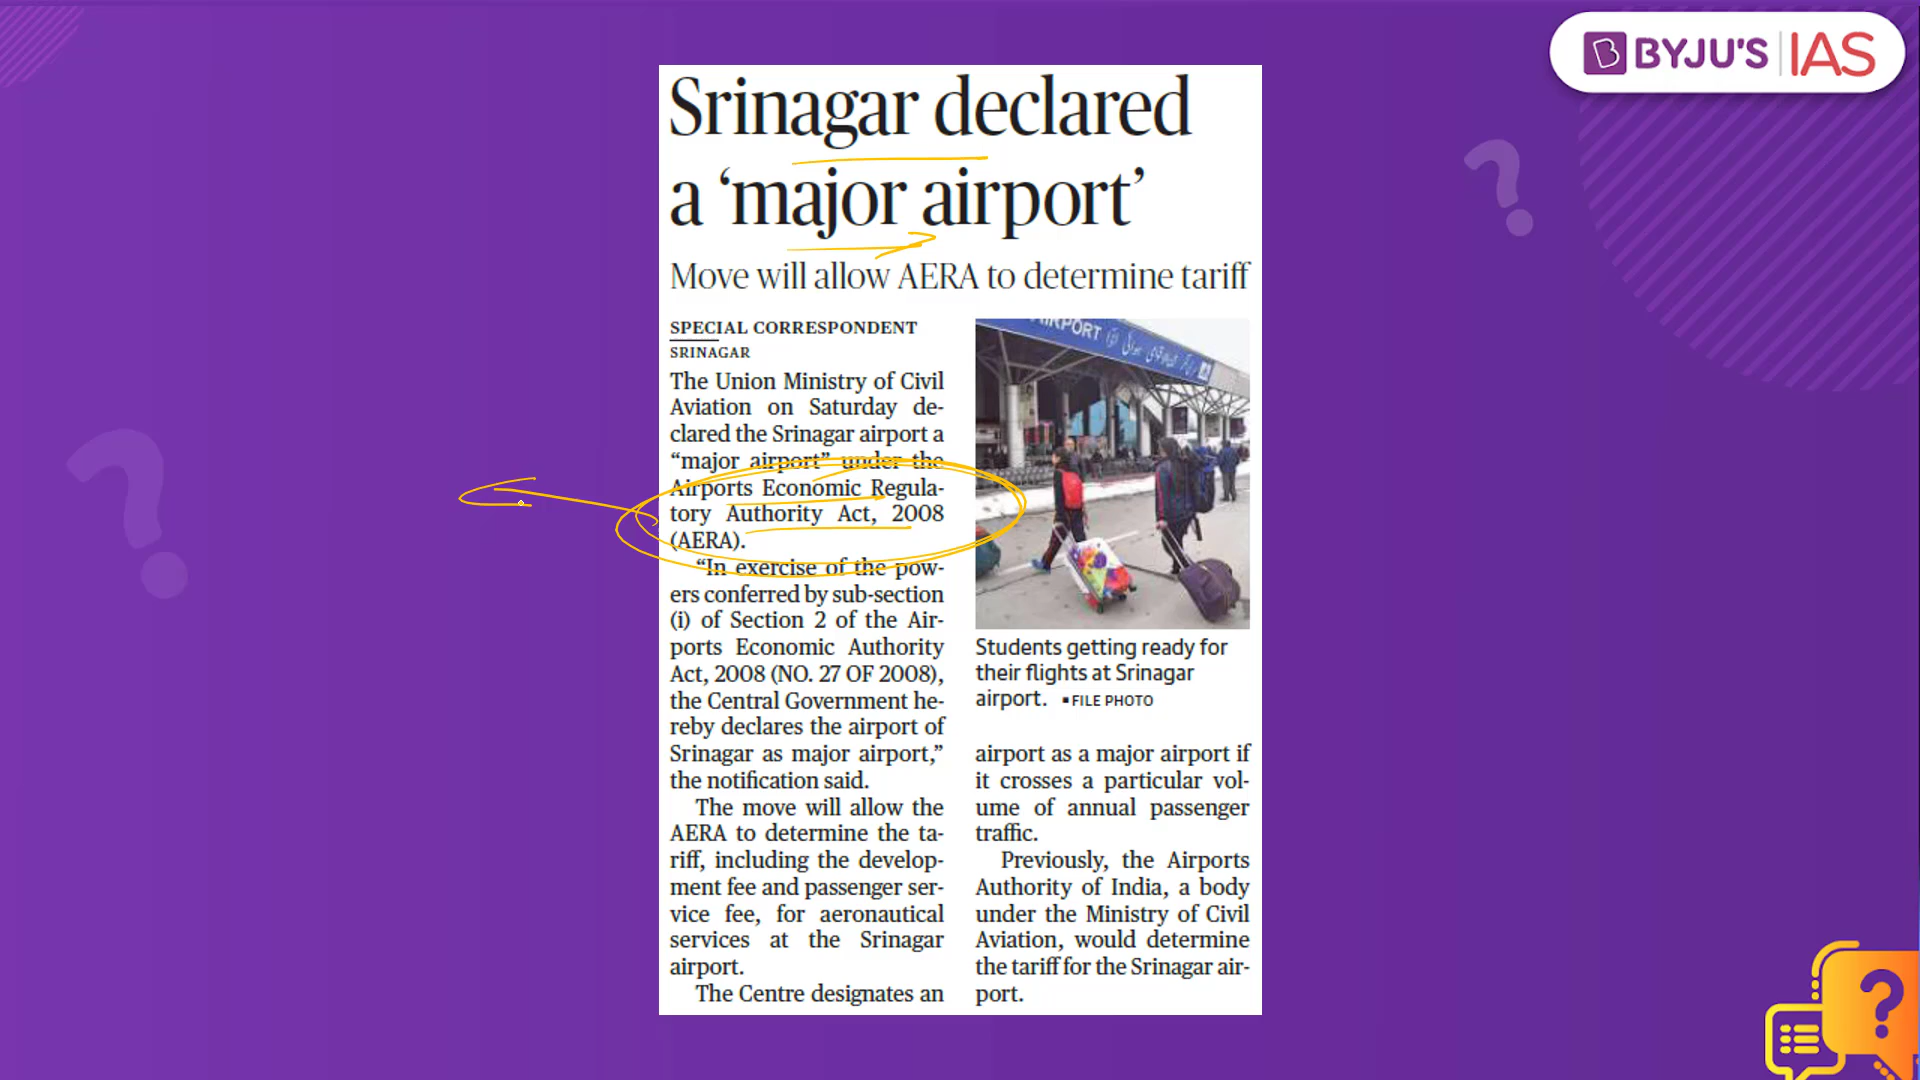 BYJU'S IAS
Srinagar declared
a ‘major airport’
Move will allow AERA to determine tariff
SPECIAL CORRESPONDENT
SRINAGAR
The Union Ministry of Civil
Aviation on Saturday de-
clared the Srinagar airport a
“major airport” under the
Airports Economic Regula-
tory Authority Act, 2008
(AERA).
“In exercise of the pow-
ers conferred by sub-section
(i) of Section 2 of the Air-
ports Economic Authority
Act, 2008 (NO. 27 OF 2008),
the Central Government he-
reby declares the airport of
Srinagar as major airport,”
the notification said.
The move will allow the
AERA to determine the ta-
riff, including the develop-
ment fee and passenger ser-
vice fee, for aeronautical
services at the Srinagar
airport.
The Centre designates an
AIRPORT
Students getting ready for
their flights at Srinagar
airport. ▪FILE PHOTO
airport as a major airport if
it crosses a particular vol-
ume of annual passenger
traffic.
Previously, the Airports
Authority of India, a body
under the Ministry of Civil
Aviation, would determine
the tariff for the Srinagar air-
port.